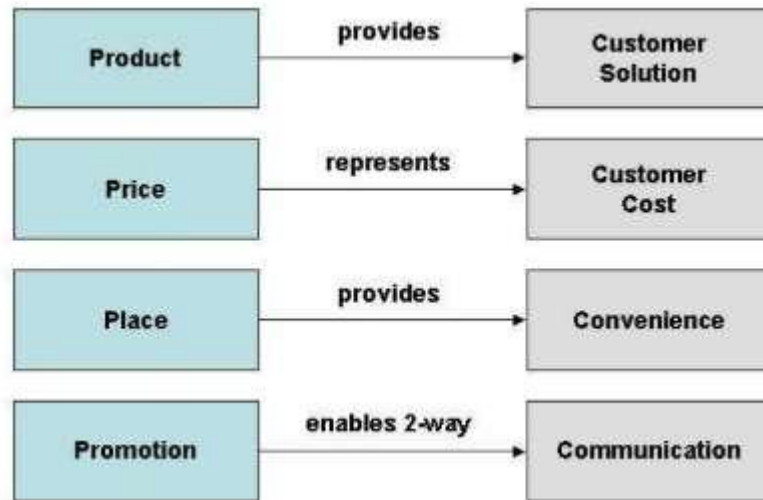 provides
Product
Customer
Solution
represents
Price
Customer
Cost
provides
Place
Convenience
enables 2-way
Promotion
Communication